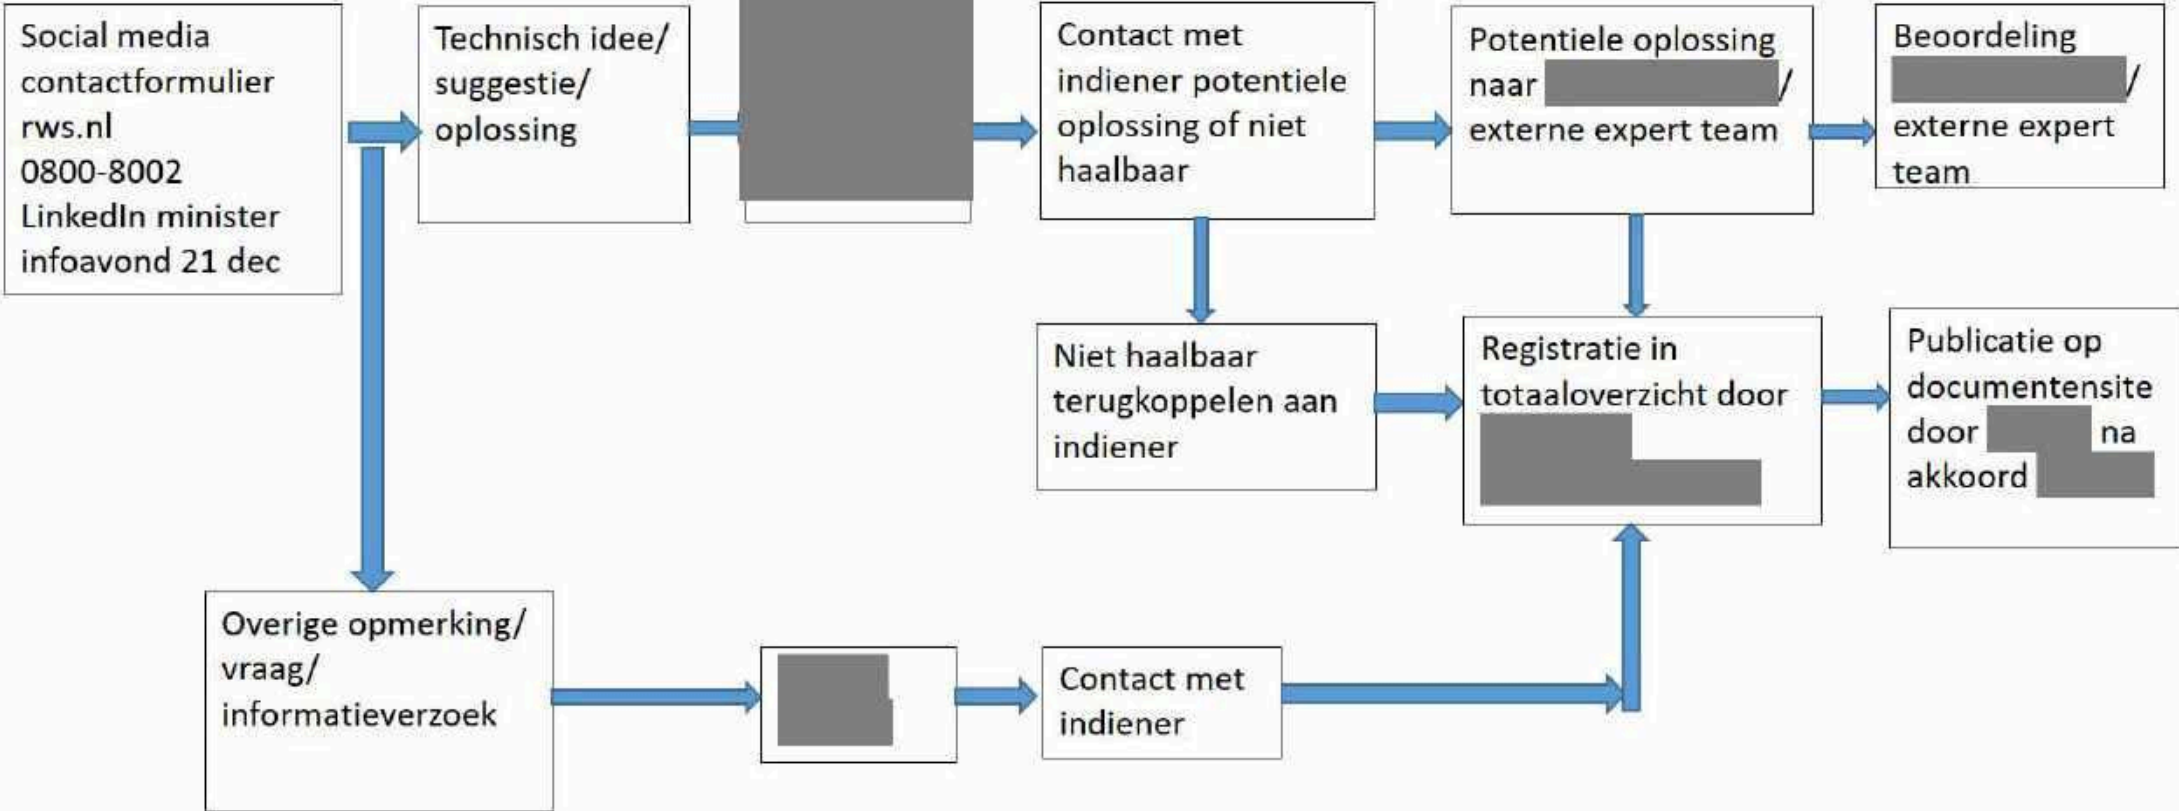 Social media
contactformulier
rws.nl
0800-8002
LinkedIn minister
infoavond 21 dec
Technisch idee/
suggestie/
oplossing
Contact met
indiener potentiele
oplossing of niet
haalbaar
Potentiele oplossing
naar /
externe expert team
Beoordeling
/
externe expert
team
Niet haalbaar
terugkoppelen aan
indiener
Registratie in
totaaloverzicht door
Publicatie op
documentensite
door na
akkoord
Overige opmerking/
vraag/
informatieverzoek
Contact met
indiener